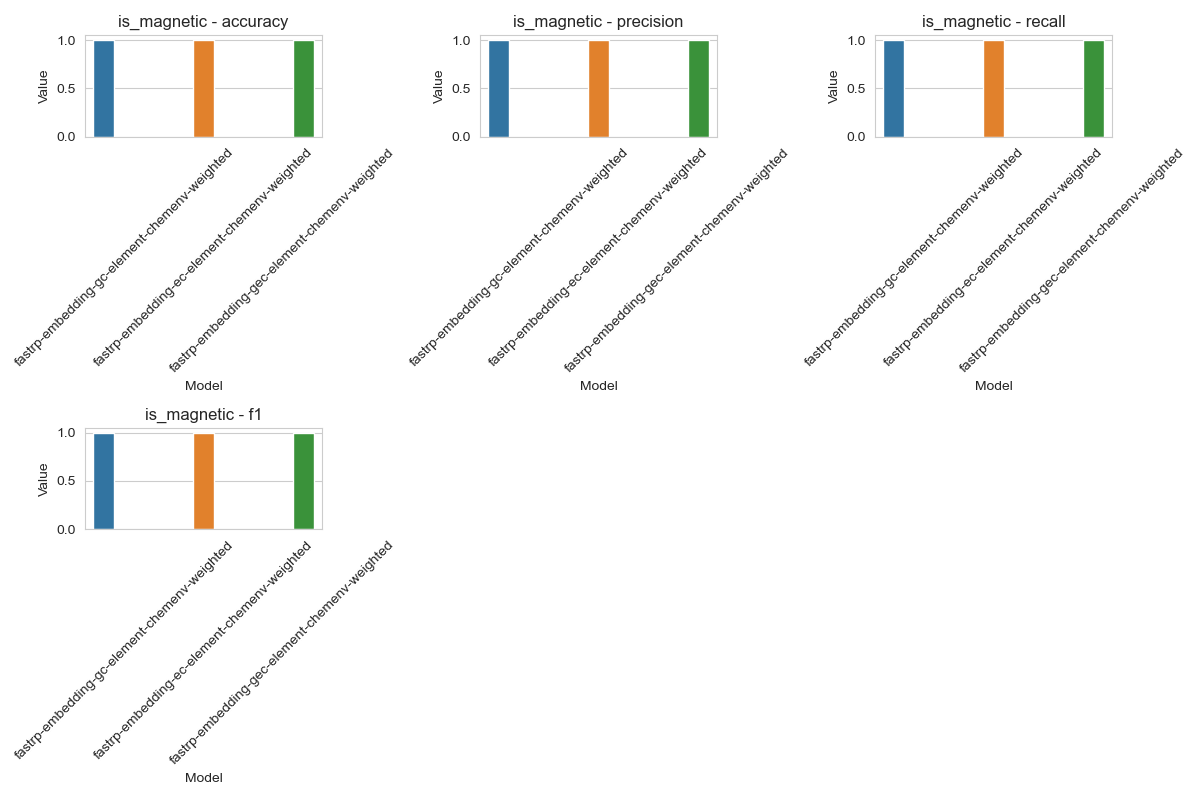 is_magnetic - accuracy
1.0
0.5
0.0
Value
fastrp-embedding-gc-element-chemenv-weighted
fastrp-embedding-ec-element-chemenv-weighted
fastrp-embedding-gec-element-chemenv-weighted
Model
is_magnetic - precision
1.0
0.5
0.0
Value
fastrp-embedding-gc-element-chemenv-weighted
fastrp-embedding-ec-element-chemenv-weighted
fastrp-embedding-gec-element-chemenv-weighted
Model
is_magnetic - recall
1.0
0.5
0.0
Value
fastrp-embedding-gc-element-chemenv-weighted
fastrp-embedding-ec-element-chemenv-weighted
fastrp-embedding-gec-element-chemenv-weighted
Model
is_magnetic - f1
1.0
0.5
0.0
Value
fastrp-embedding-gc-element-chemenv-weighted
fastrp-embedding-ec-element-chemenv-weighted
fastrp-embedding-gec-element-chemenv-weighted
Model